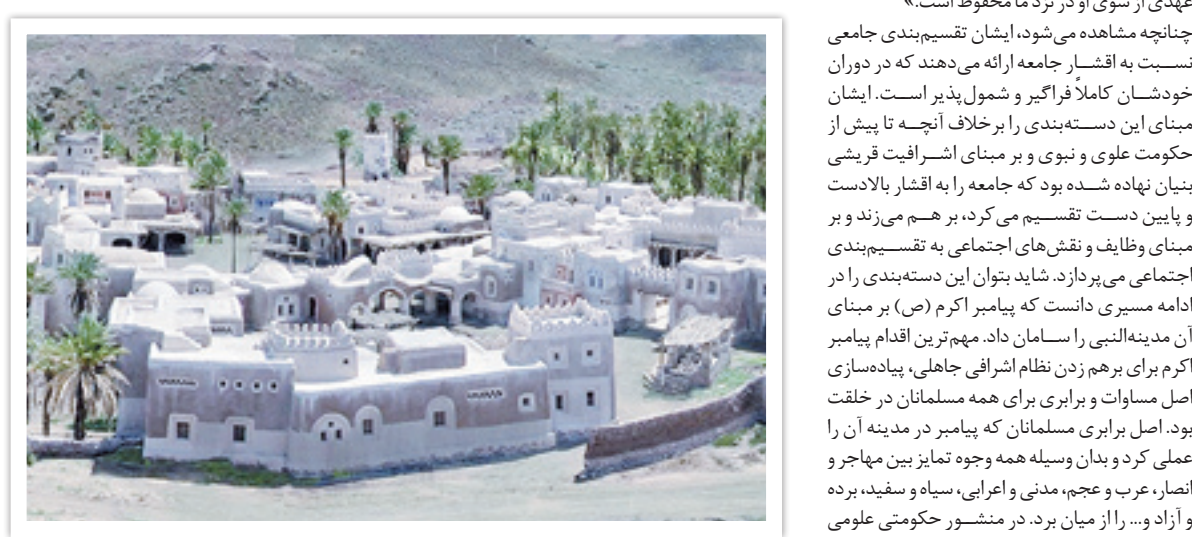 عهدی از سوی او در نزد ما محفوظ است.»
چنانچه مشاهده می‌شود، ایشان تقسیم‌بندی جامعی
نسبت به اقشار جامعه ارائه می‌دهند که در دوران
خودشان کاملاً فراگیر و شمول‌پذیر است. ایشان
مبنای این دسته‌بندی را برخلاف آنچه تا پیش از
حکومت علوی و نبوی و بر مبنای اشرافیت قریشی
بنیان نهاده شده بود که جامعه را به اقشار بالادست
و پایین دست تقسیم می‌کرد، بر هم می‌زند و بر
مبنای وظایف و نقش‌های اجتماعی به تقسیم‌بندی
اجتماعی می‌پردازد. شاید بتوان این دسته‌بندی را در
ادامه مسیری دانست که پیامبر اکرم (ص) بر مبنای
آن مدینه‌النبی را سامان داد. مهم‌ترین اقدام پیامبر
اکرم برای برهم زدن نظام اشرافی جاهلی، پیاده‌سازی
اصل مساوات و برابری برای همه مسلمانان در خلقت
بود. اصل برابری مسلمانان که پیامبر در مدینه آن را
عملی کرد و بدان وسیله همه وجوه تمایز بین مهاجر و
انصار، عرب و عجم، مدنی و اعرابی، سیاه و سفید، برده
و آزاد و... را از میان برد. در منشور حکومتی علومی